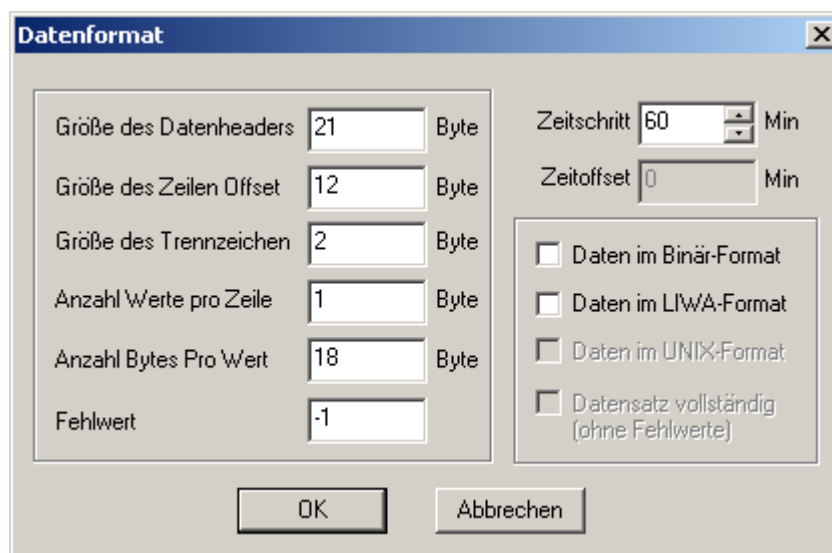 Datenformat
Größe des Datenheaders 21 Byte
Größe des Zeilen Offset 12 Byte
Größe des Trennzeichen 2 Byte
Anzahl Werte pro Zeile 1 Byte
Anzahl Bytes Pro Wert 18 Byte
Fehlwert -1
Zeitschritt 60 Min
Zeitoffset 0 Min
Daten im Binär-Format
Daten im LIWA-Format
Daten im UNIX-Format
Datensatz vollständig
(ohne Fehlwerte)
OK Abbrechen